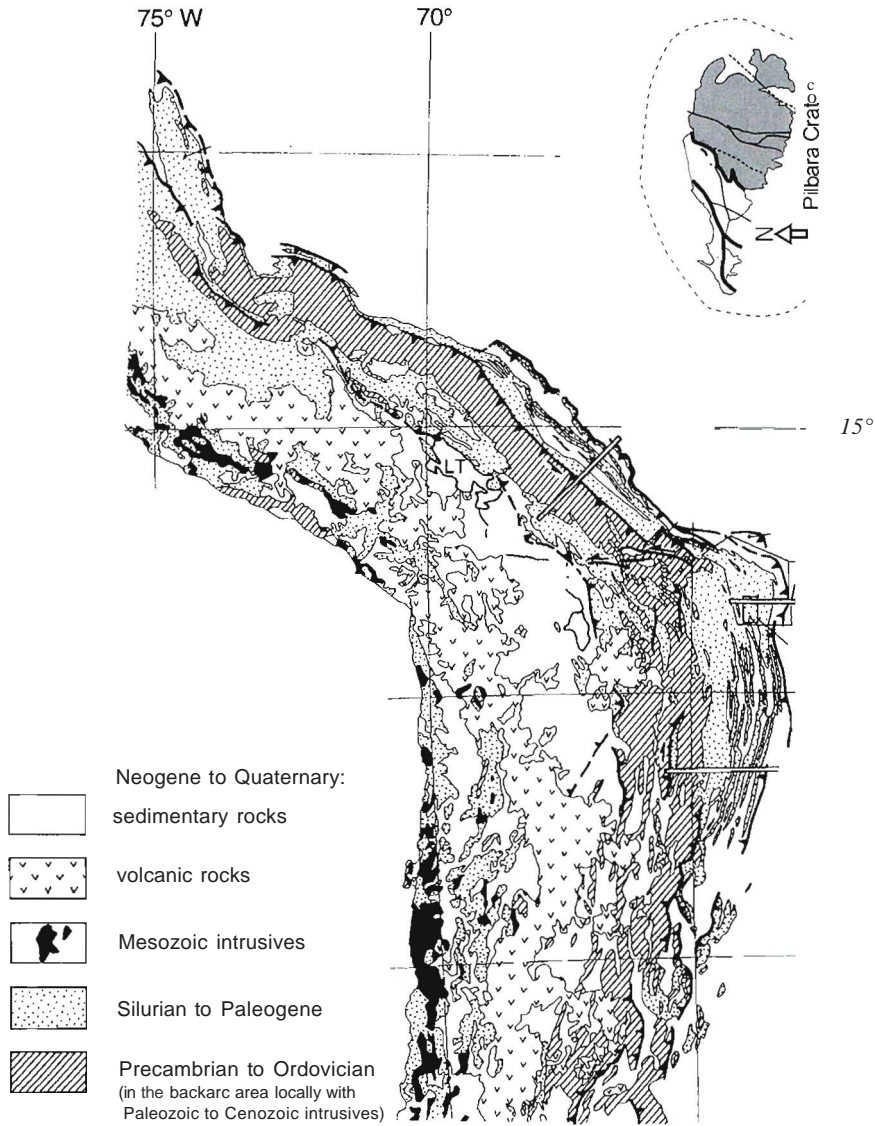 75° W
70°
Pilbara Crato
N
15°
LT
Neogene to Quaternary:
sedimentary rocks
volcanic rocks
Mesozoic intrusives
Silurian to Paleogene
Precambrian to Ordovician
(in the backarc area locally with
Paleozoic to Cenozoic intrusives)